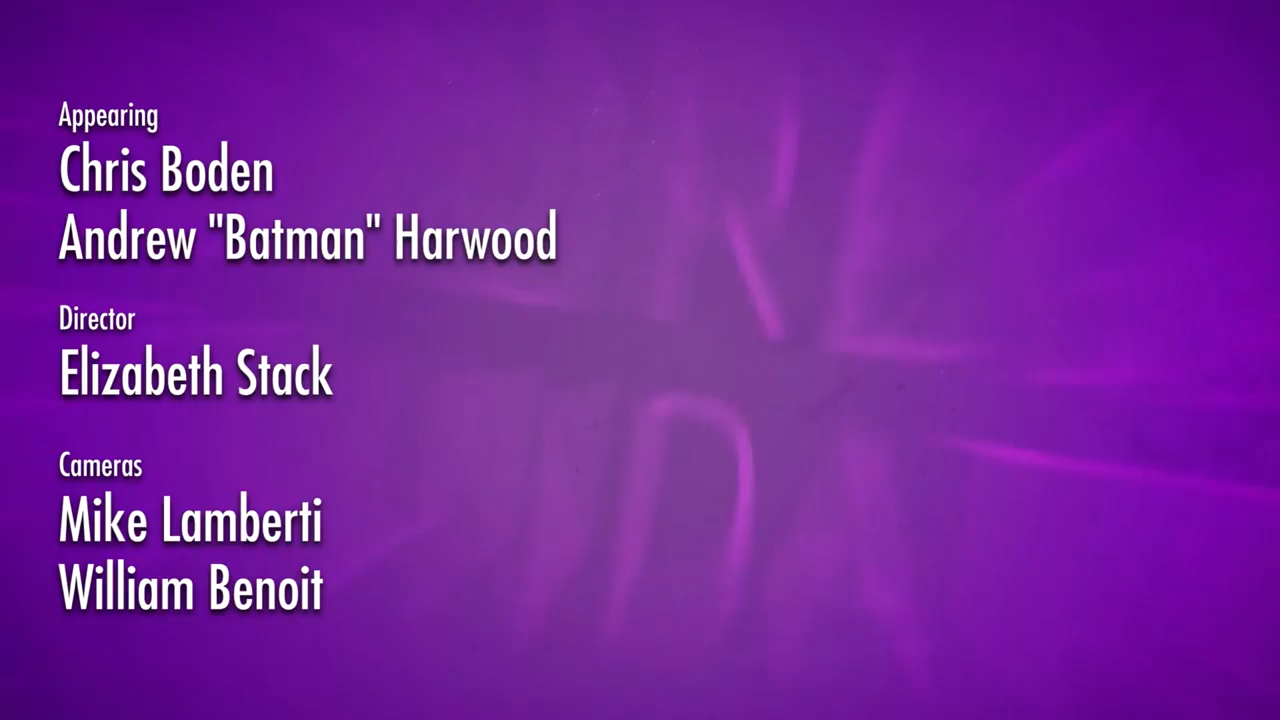 Appearing
Chris Boden
Andrew "Batman" Harwood
Director
Elizabeth Stack
Cameras
Mike Lamberti
William Benoit